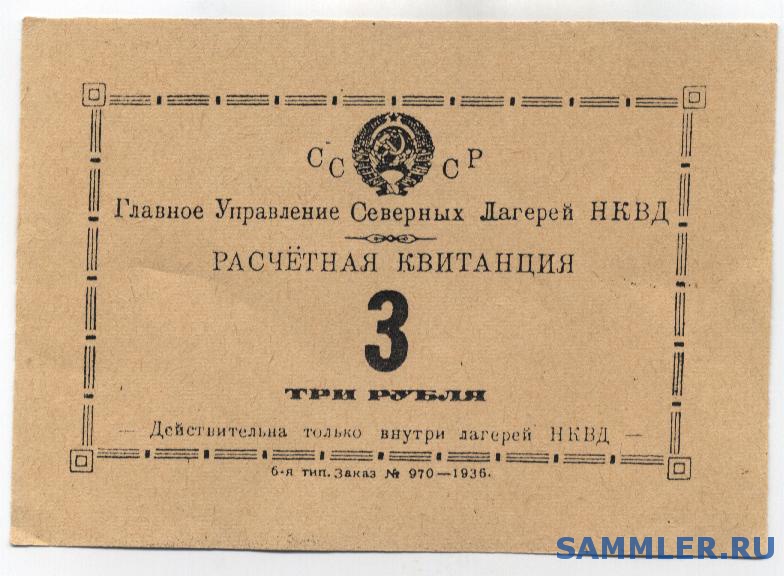 СССР
Главное Управление Северных Лагерей НКВД
РАСЧЁТНАЯ КВИТАНЦИЯ
3
ТРИ РУБЛЯ
— Действительна только внутри лагерей НКВД —
6-я тип. Заказ № 970—1936.
SAMMLER.RU